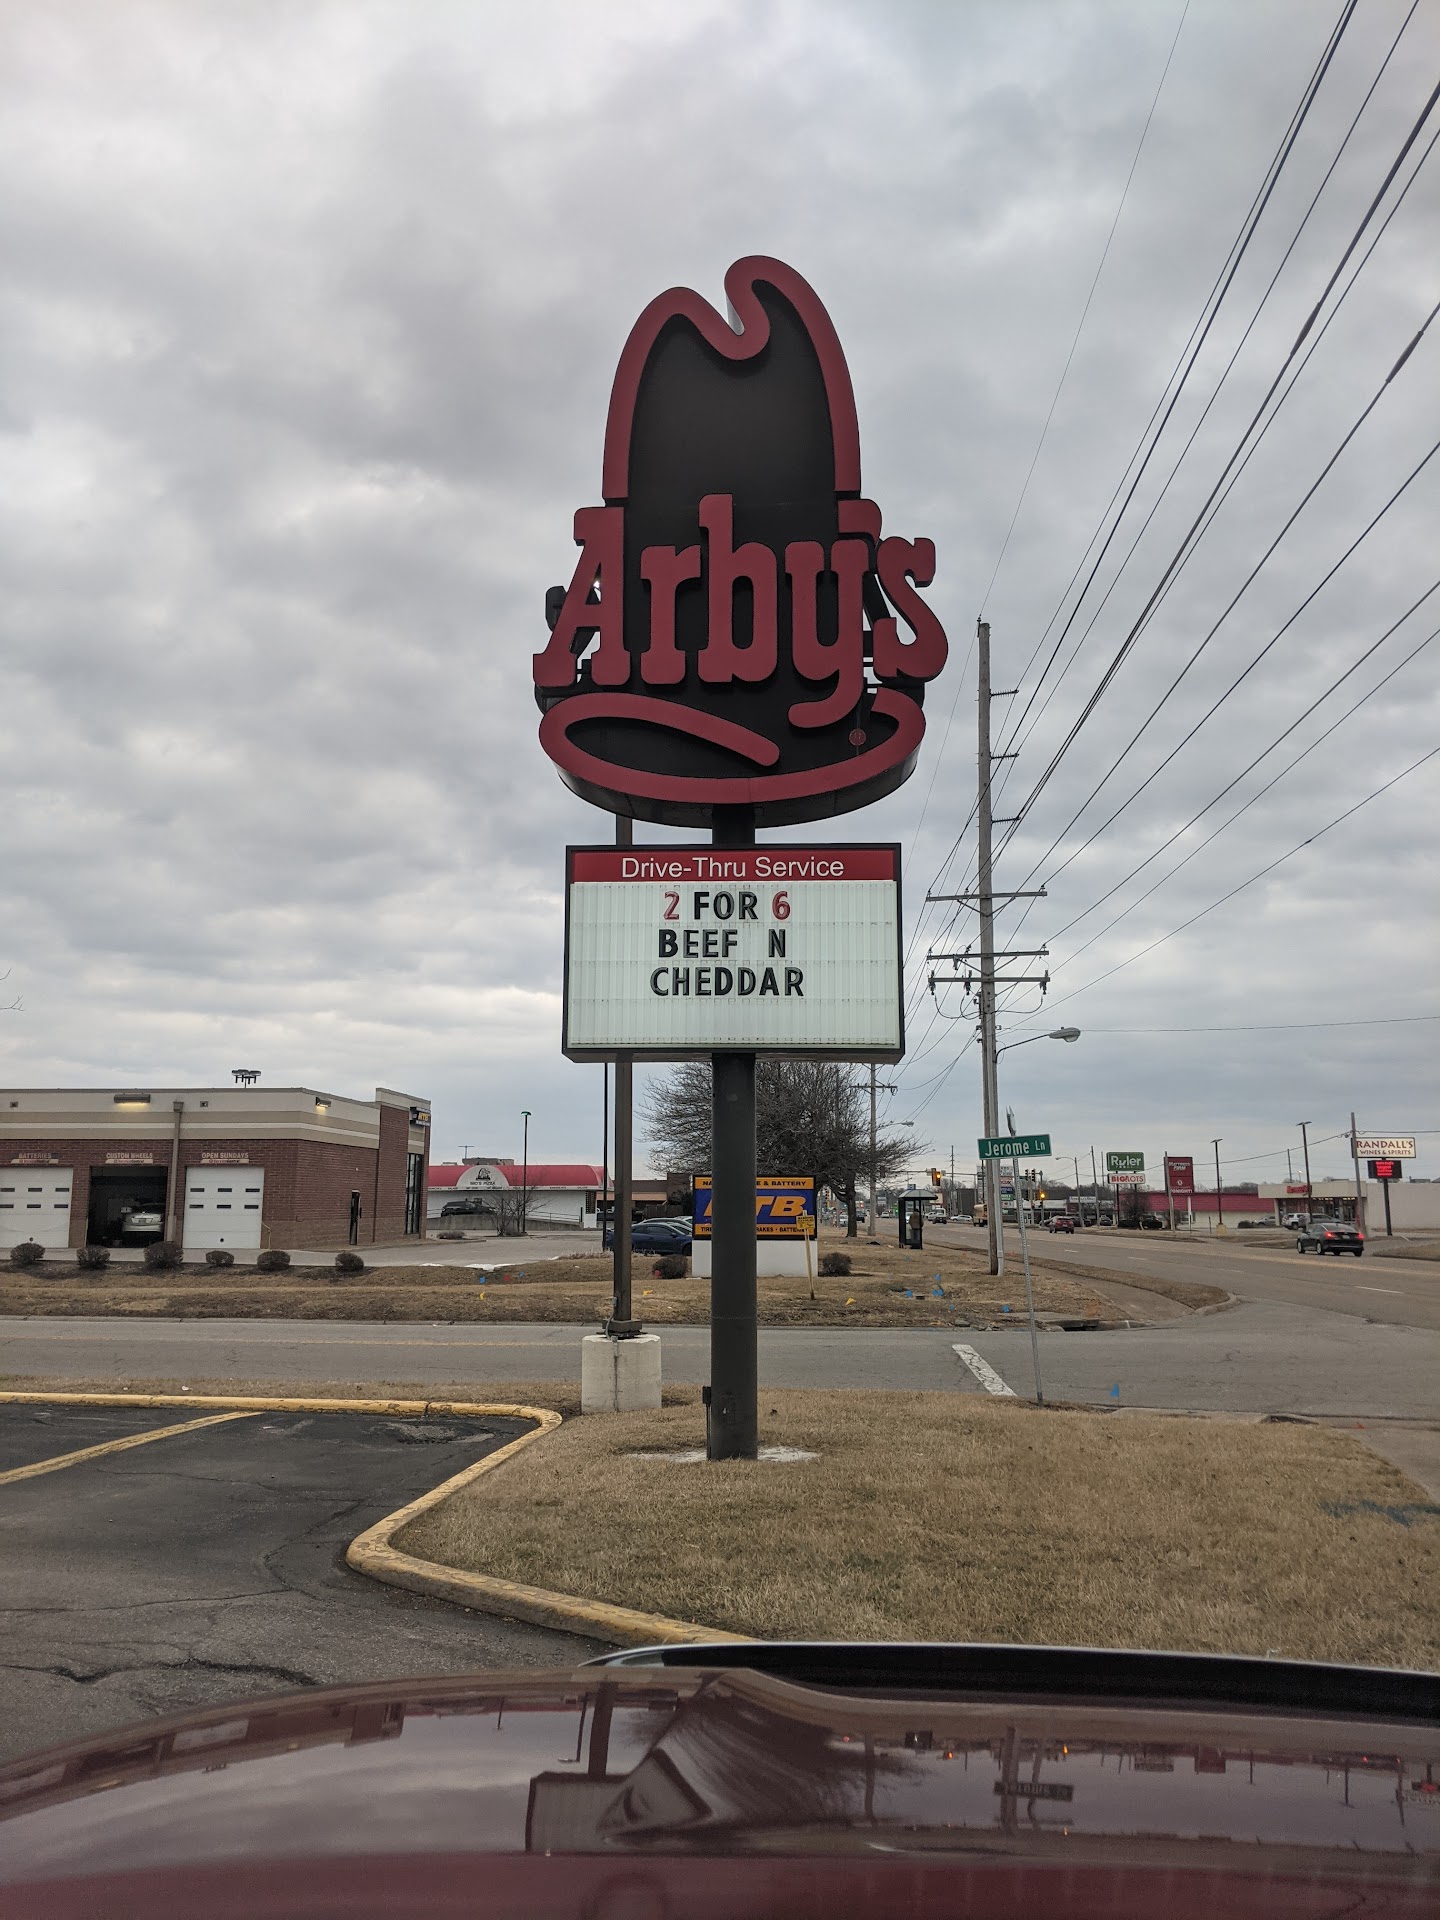 Arby's
Drive-Thru Service
2 FOR 6
BEEF N
CHEDDAR
BATTERIES
CUSTOM WHEELS
OPEN SUNDAYS
NTB
& BATTERY
Jerome Ln
Ruler
BIG LOTS
RANDALL'S
WINES & SPIRITS